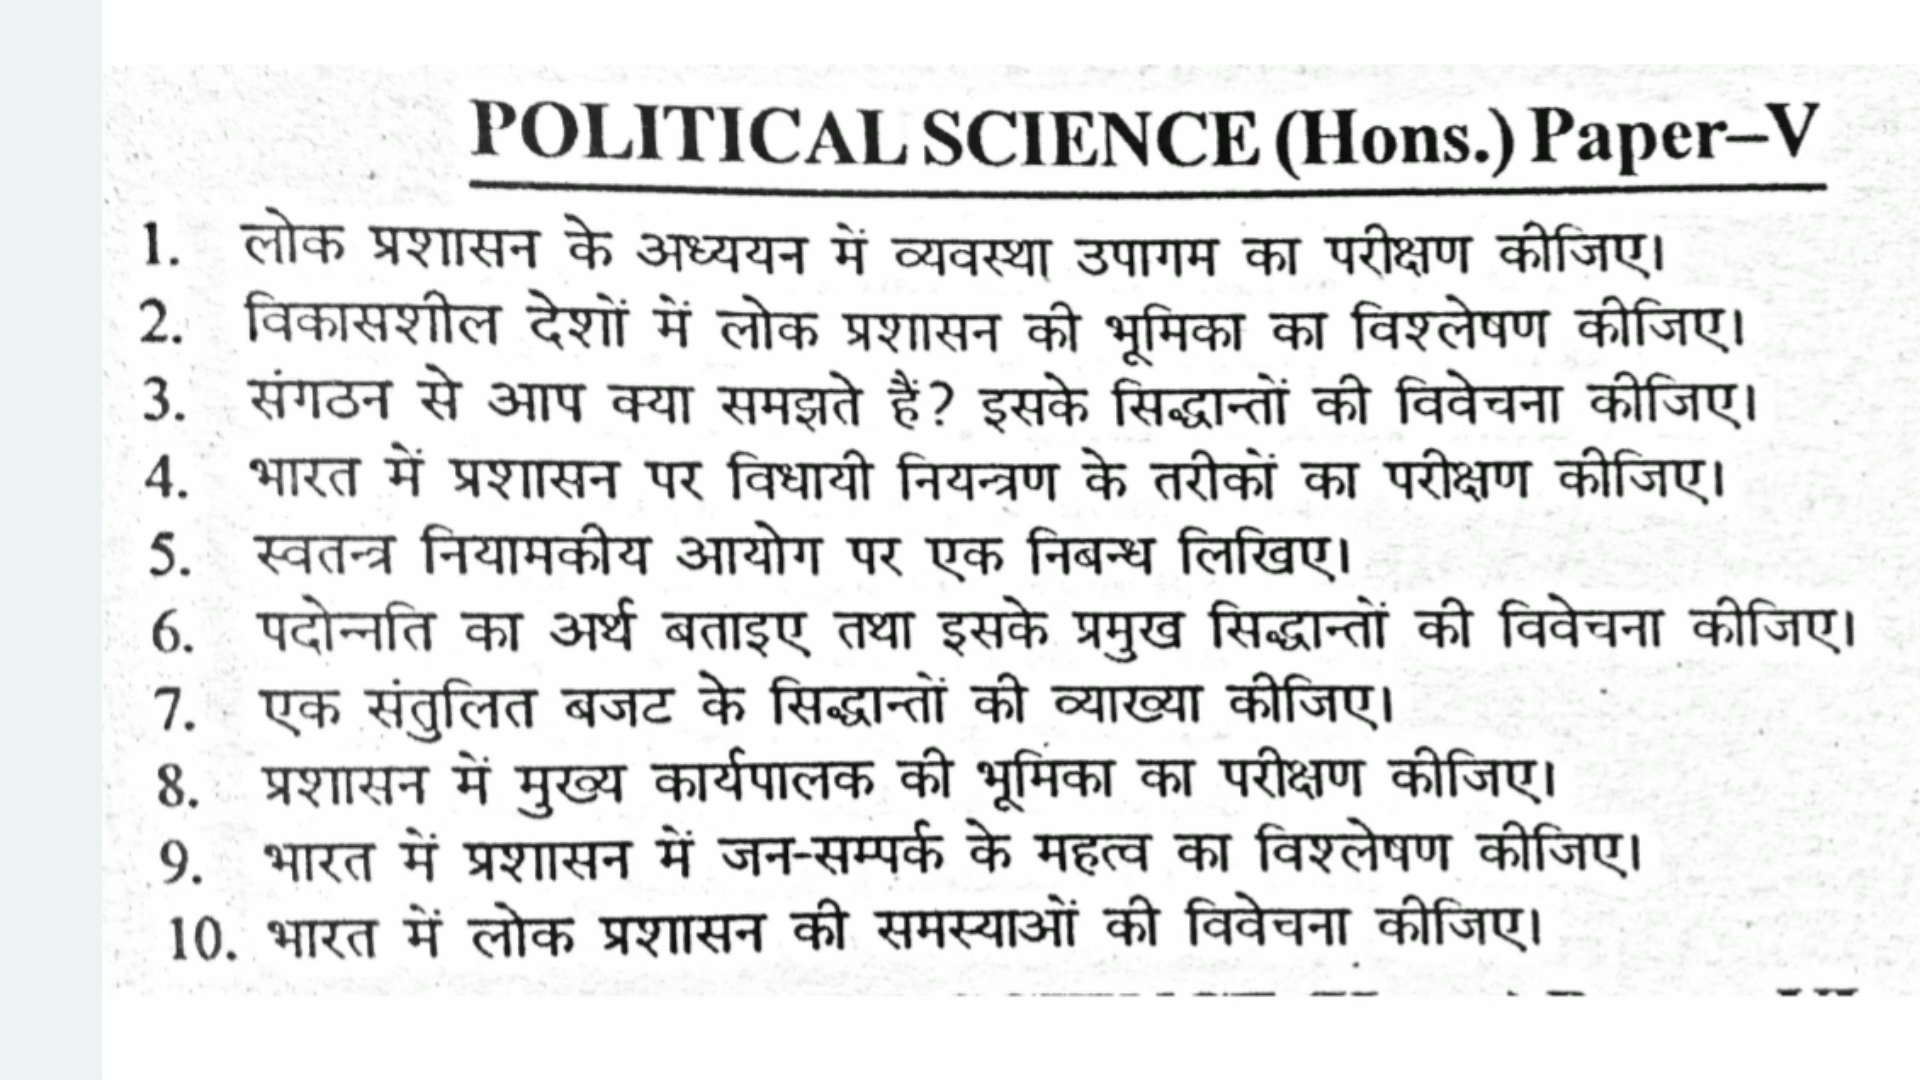 POLITICAL SCIENCE (Hons.) Paper–V
1. लोक प्रशासन के अध्ययन में व्यवस्था उपागम का परीक्षण कीजिए।
2. विकासशील देशों में लोक प्रशासन की भूमिका का विश्लेषण कीजिए।
3. संगठन से आप क्या समझते हैं? इसके सिद्धान्तों की विवेचना कीजिए।
4. भारत में प्रशासन पर विधायी नियन्त्रण के तरीकों का परीक्षण कीजिए।
5. स्वतन्त्र नियामकीय आयोग पर एक निबन्ध लिखिए।
6. पदोन्नति का अर्थ बताइए तथा इसके प्रमुख सिद्धान्तों की विवेचना कीजिए।
7. एक संतुलित बजट के सिद्धान्तों की व्याख्या कीजिए।
8. प्रशासन में मुख्य कार्यपालक की भूमिका का परीक्षण कीजिए।
9. भारत में प्रशासन में जन-सम्पर्क के महत्व का विश्लेषण कीजिए।
10. भारत में लोक प्रशासन की समस्याओं की विवेचना कीजिए।